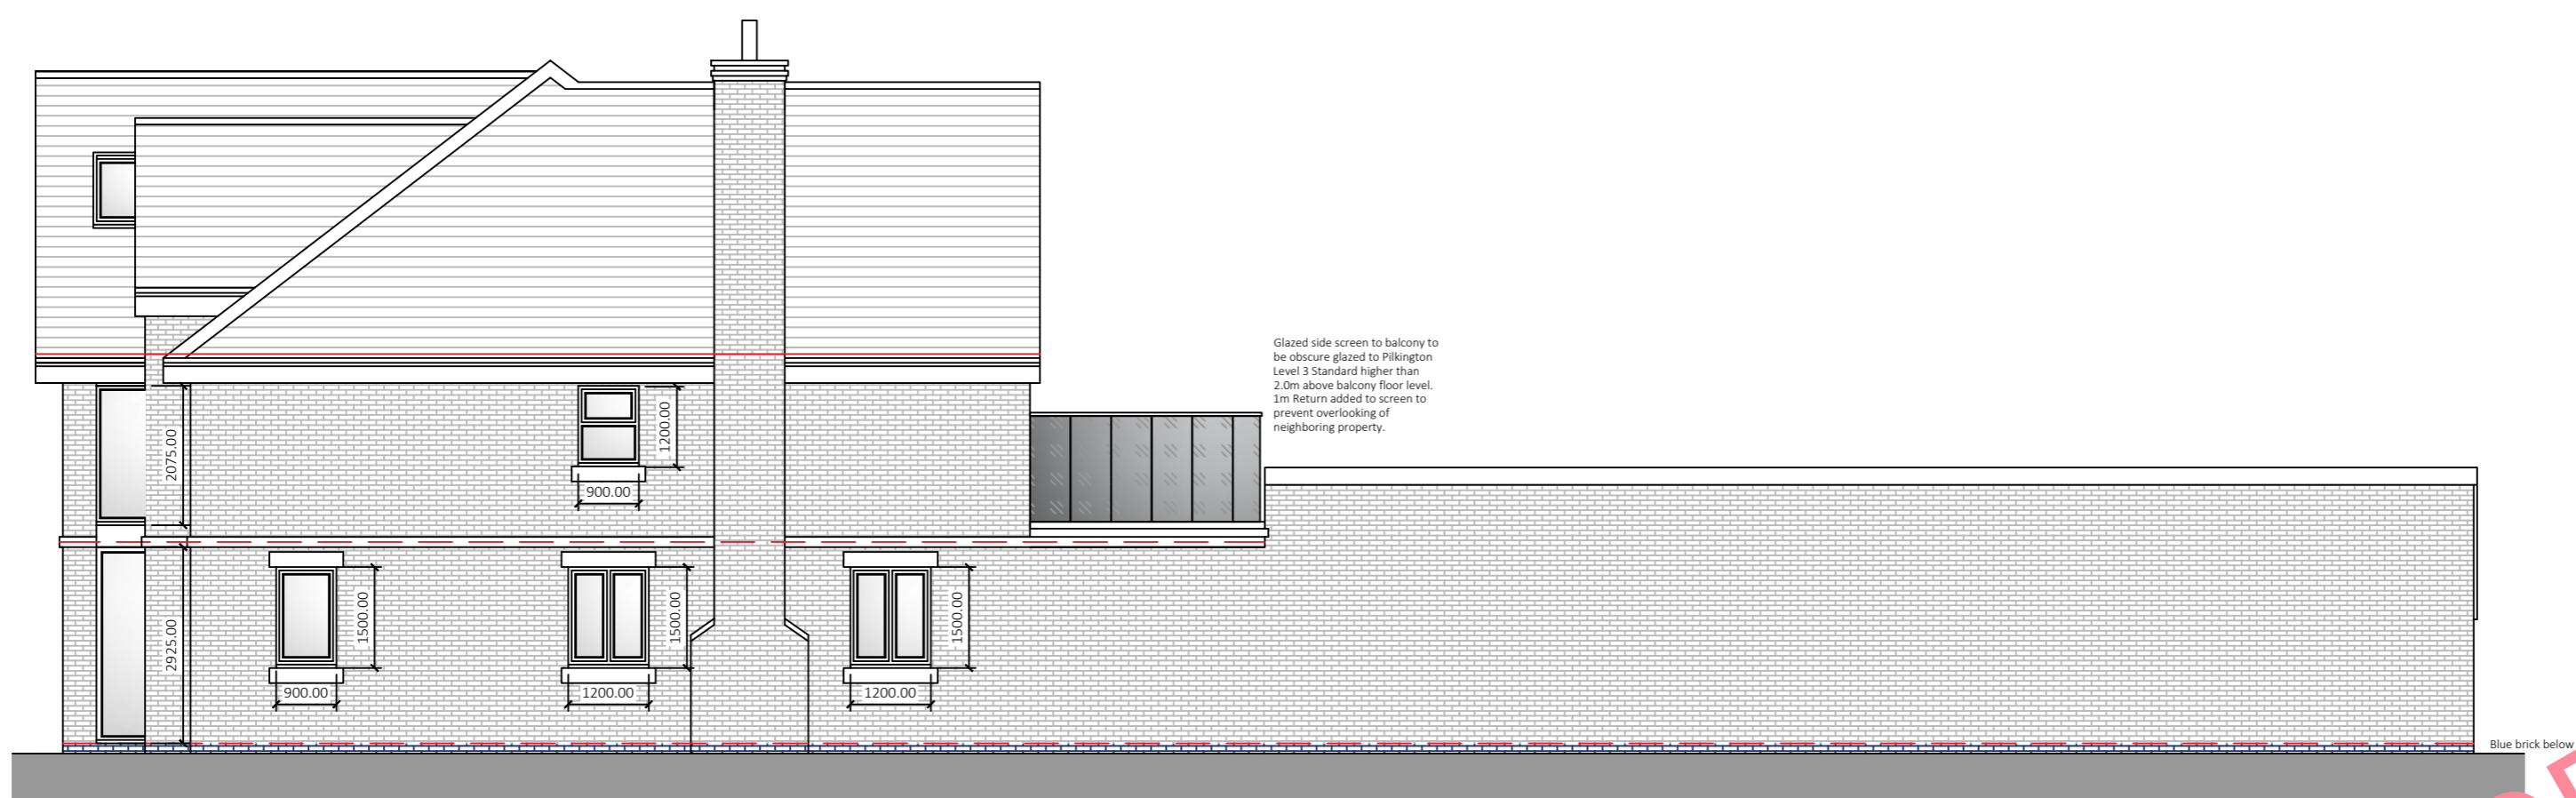 Glazed side screen to balcony to
be obscure glazed to Pilkington
Level 3 Standard higher than
2.0m above balcony floor level.
1m Return added to screen to
prevent overlooking of
neighboring property.
2075.00
1200.00
900.00
2925.00
1500.00
1500.00
1500.00
900.00
1200.00
1200.00
Blue brick below